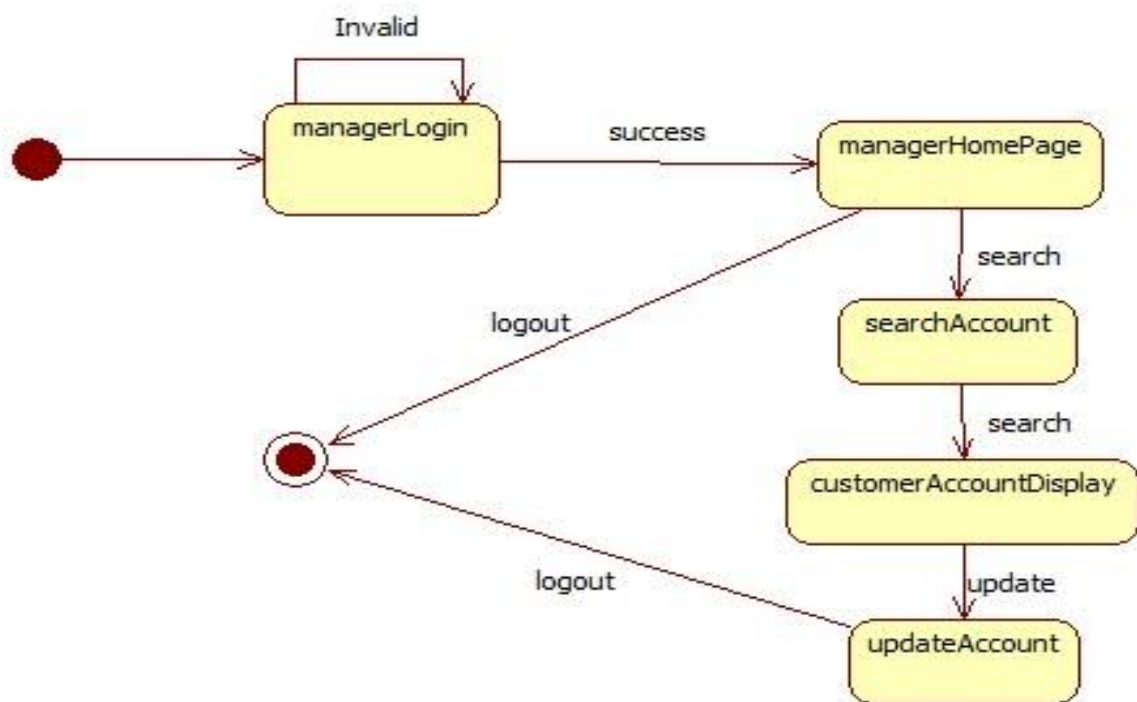 Invalid
managerLogin
success
managerHomePage
search
logout
searchAccount
search
customerAccountDisplay
logout
update
updateAccount